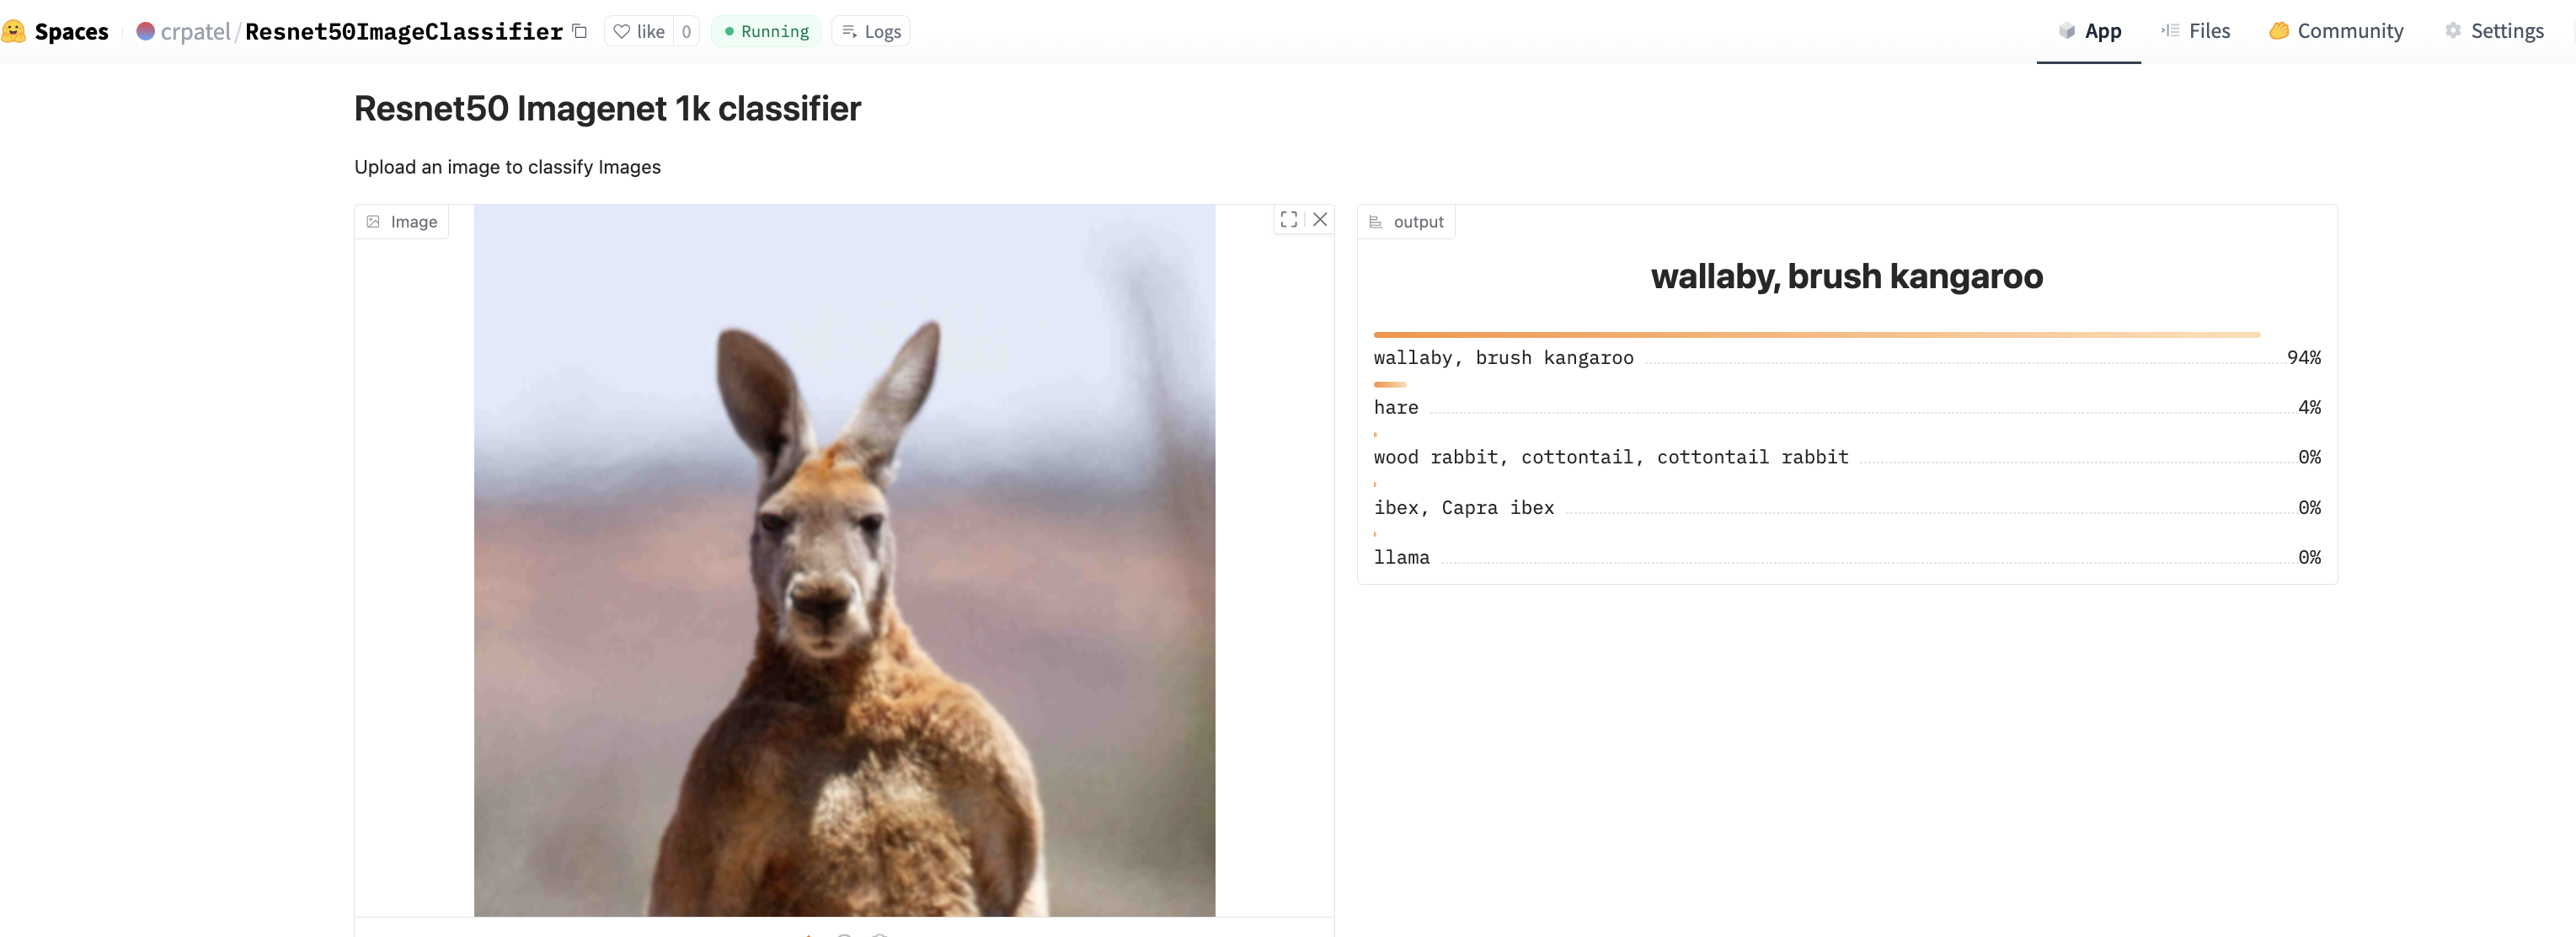 Spaces crpatel/Resnet50ImageClassifier like 0 Running Logs App Files Community Settings
Resnet50 Imagenet 1k classifier
Upload an image to classify Images
Image
output
wallaby, brush kangaroo
wallaby, brush kangaroo 94%
hare 4%
wood rabbit, cottontail, cottontail rabbit 0%
ibex, Capra ibex 0%
llama 0%